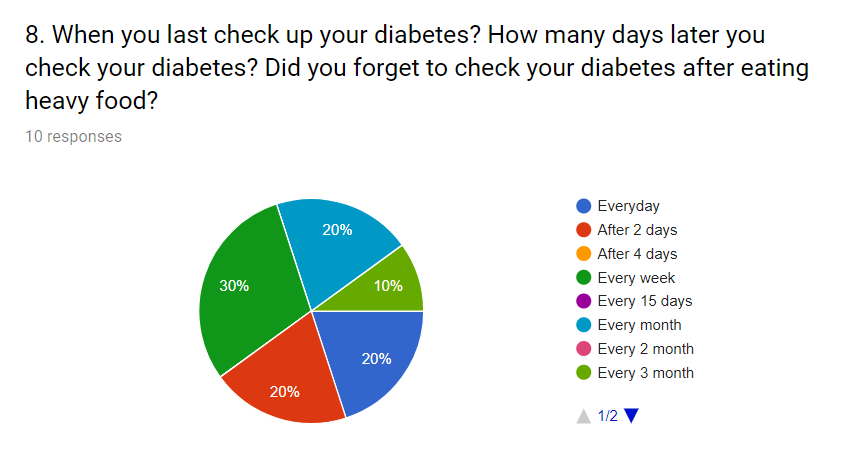 8. When you last check up your diabetes? How many days later you
check your diabetes? Did you forget to check your diabetes after eating
heavy food?
10 responses
20%
10%
30%
20%
20%
Everyday
After 2 days
After 4 days
Every week
Every 15 days
Every month
Every 2 month
Every 3 month
1/2